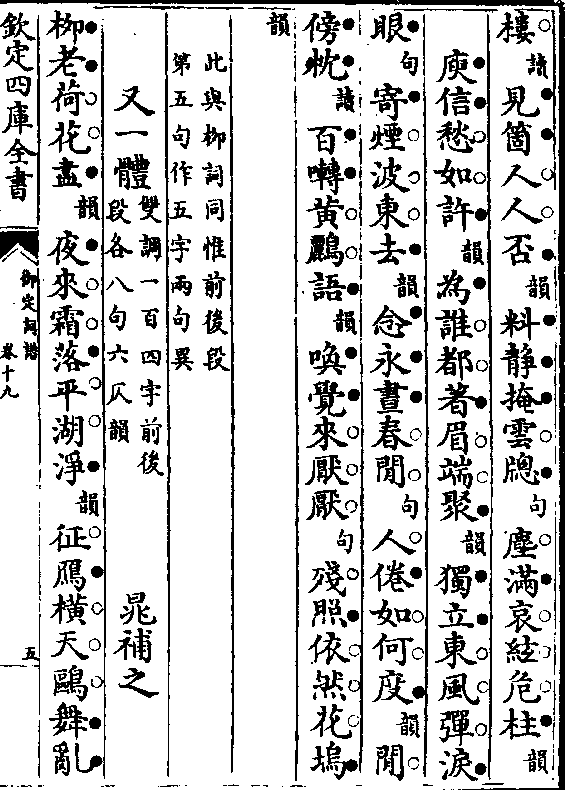 樓讀見箇人人否韻料靜掩雲牕句塵滿哀絃危柱韻
庾信愁如許韻為誰都著眉端聚韻獨立東風彈淚
眼句寄煙波東去韻念永晝春閒句人倦如何度韻閒
傍枕讀百囀黄鸝語韻喚覺來厭厭句殘照依然花塢
韻
此與柳詞同惟前後段
第五句作五字兩句異
又一體雙調一百四字前後
段各八句六仄韻
晁補之
柳老荷花盡韻夜來霜落平湖淨韻征鴈橫天鷗舞亂
欽定四庫全書
御定詞譜
卷十九
五